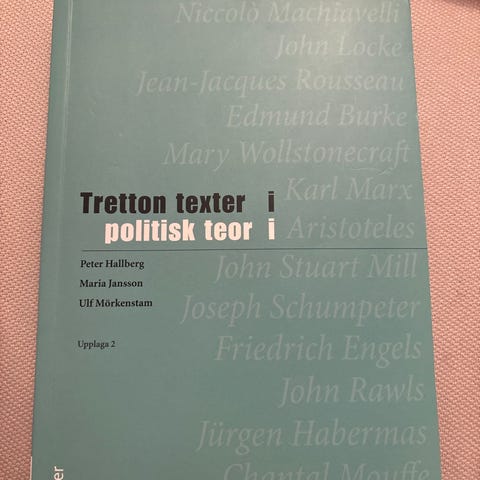 Niccolò Machiavelli
John Locke
Jean-Jacques Rousseau
Edmund Burke
Mary Wollstonecraft
Karl Marx
Tretton texter i
politisk teori
Aristoteles
Peter Hallberg
Maria Jansson
Ulf Mörkenstam
John Stuart Mill
Joseph Schumpeter
Upplaga 2
Friedrich Engels
John Rawls
Jürgen Habermas
Chantal Mouffe